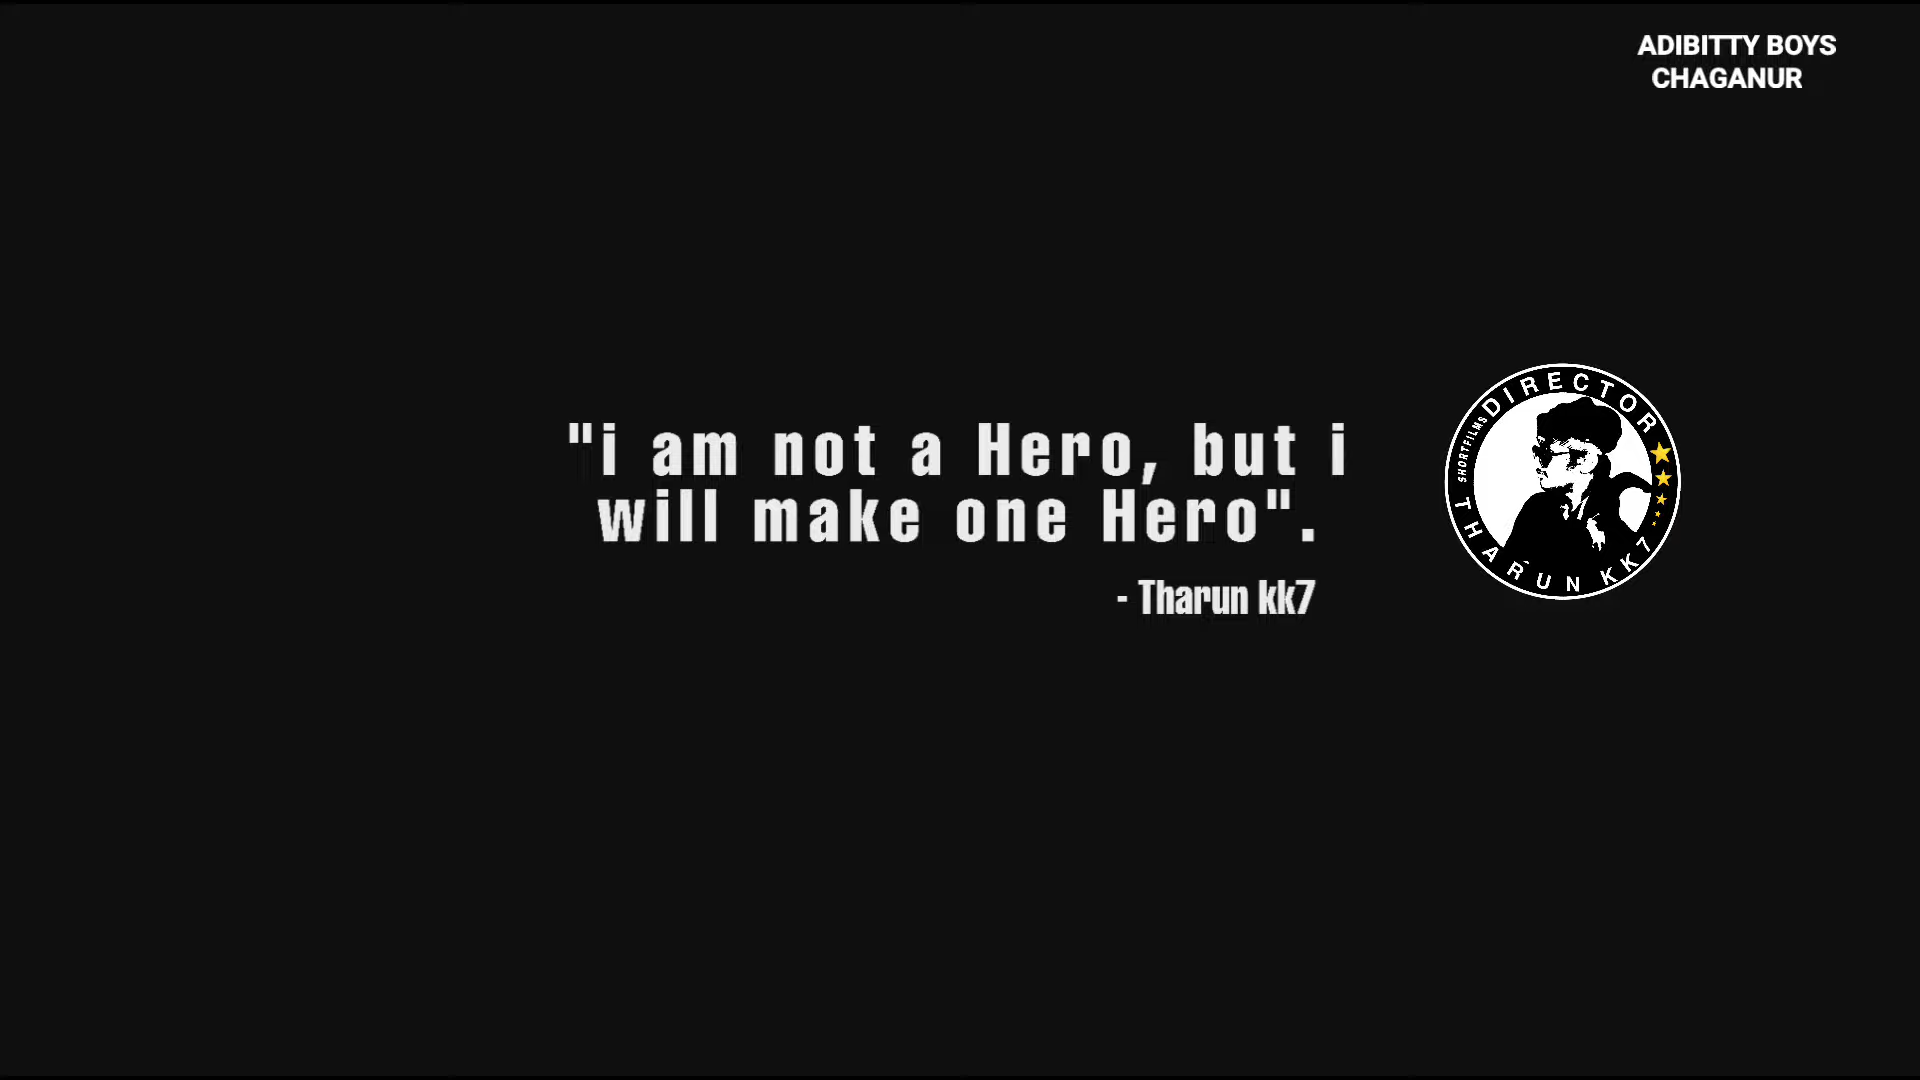 ADIBITTY BOYS
CHAGANUR
"i am not a Hero, but i
will make one Hero".
- Tharun kk7
SHORTFILMS DIRECTOR
THARUN KK7